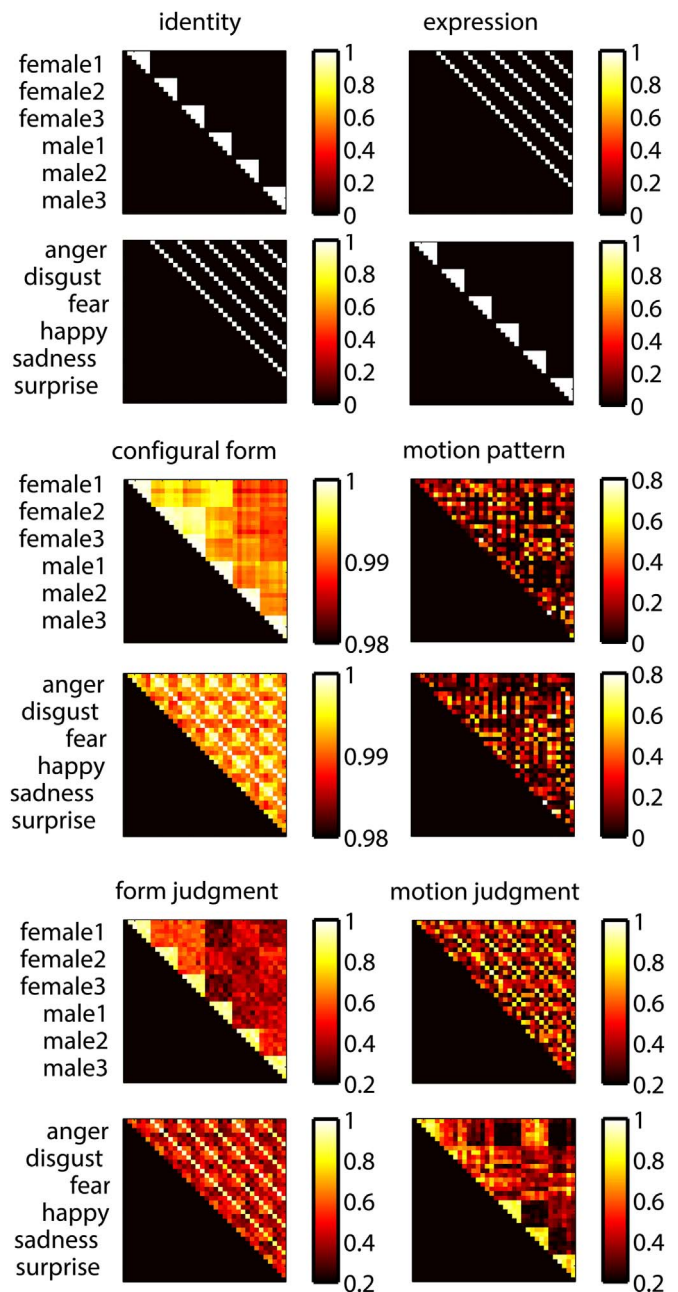 identity
expression
female1
female2
female3
male1
male2
male3
1
0.8
0.6
0.4
0.2
0
1
0.8
0.6
0.4
0.2
0
anger
disgust
fear
happy
sadness
surprise
1
0.8
0.6
0.4
0.2
0
1
0.8
0.6
0.4
0.2
0
configural form
motion pattern
female1
female2
female3
male1
male2
male3
1
0.99
0.98
0.8
0.6
0.4
0.2
0
anger
disgust
fear
happy
sadness
surprise
1
0.99
0.98
0.8
0.6
0.4
0.2
0
form judgment
motion judgment
female1
female2
female3
male1
male2
male3
1
0.8
0.6
0.4
0.2
1
0.8
0.6
0.4
0.2
anger
disgust
fear
happy
sadness
surprise
1
0.8
0.6
0.4
0.2
1
0.8
0.6
0.4
0.2